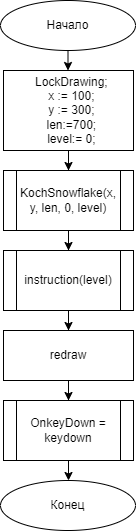 Начало
LockDrawing;
x := 100;
y := 300;
len:=700;
level:= 0;
KochSnowflake(x,
y, len, 0, level)
instruction(level)
redraw
OnkeyDown =
keydown
Конец